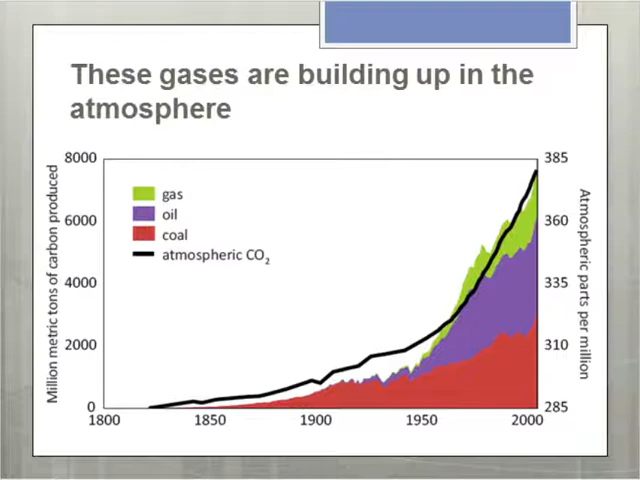 These gases are building up in the
atmosphere
Million metric tons of carbon produced
8000
6000
4000
2000
0
gas
oil
coal
atmospheric CO₂
385
360
335
310
285
Atmospheric parts per million
1800
1850
1900
1950
2000